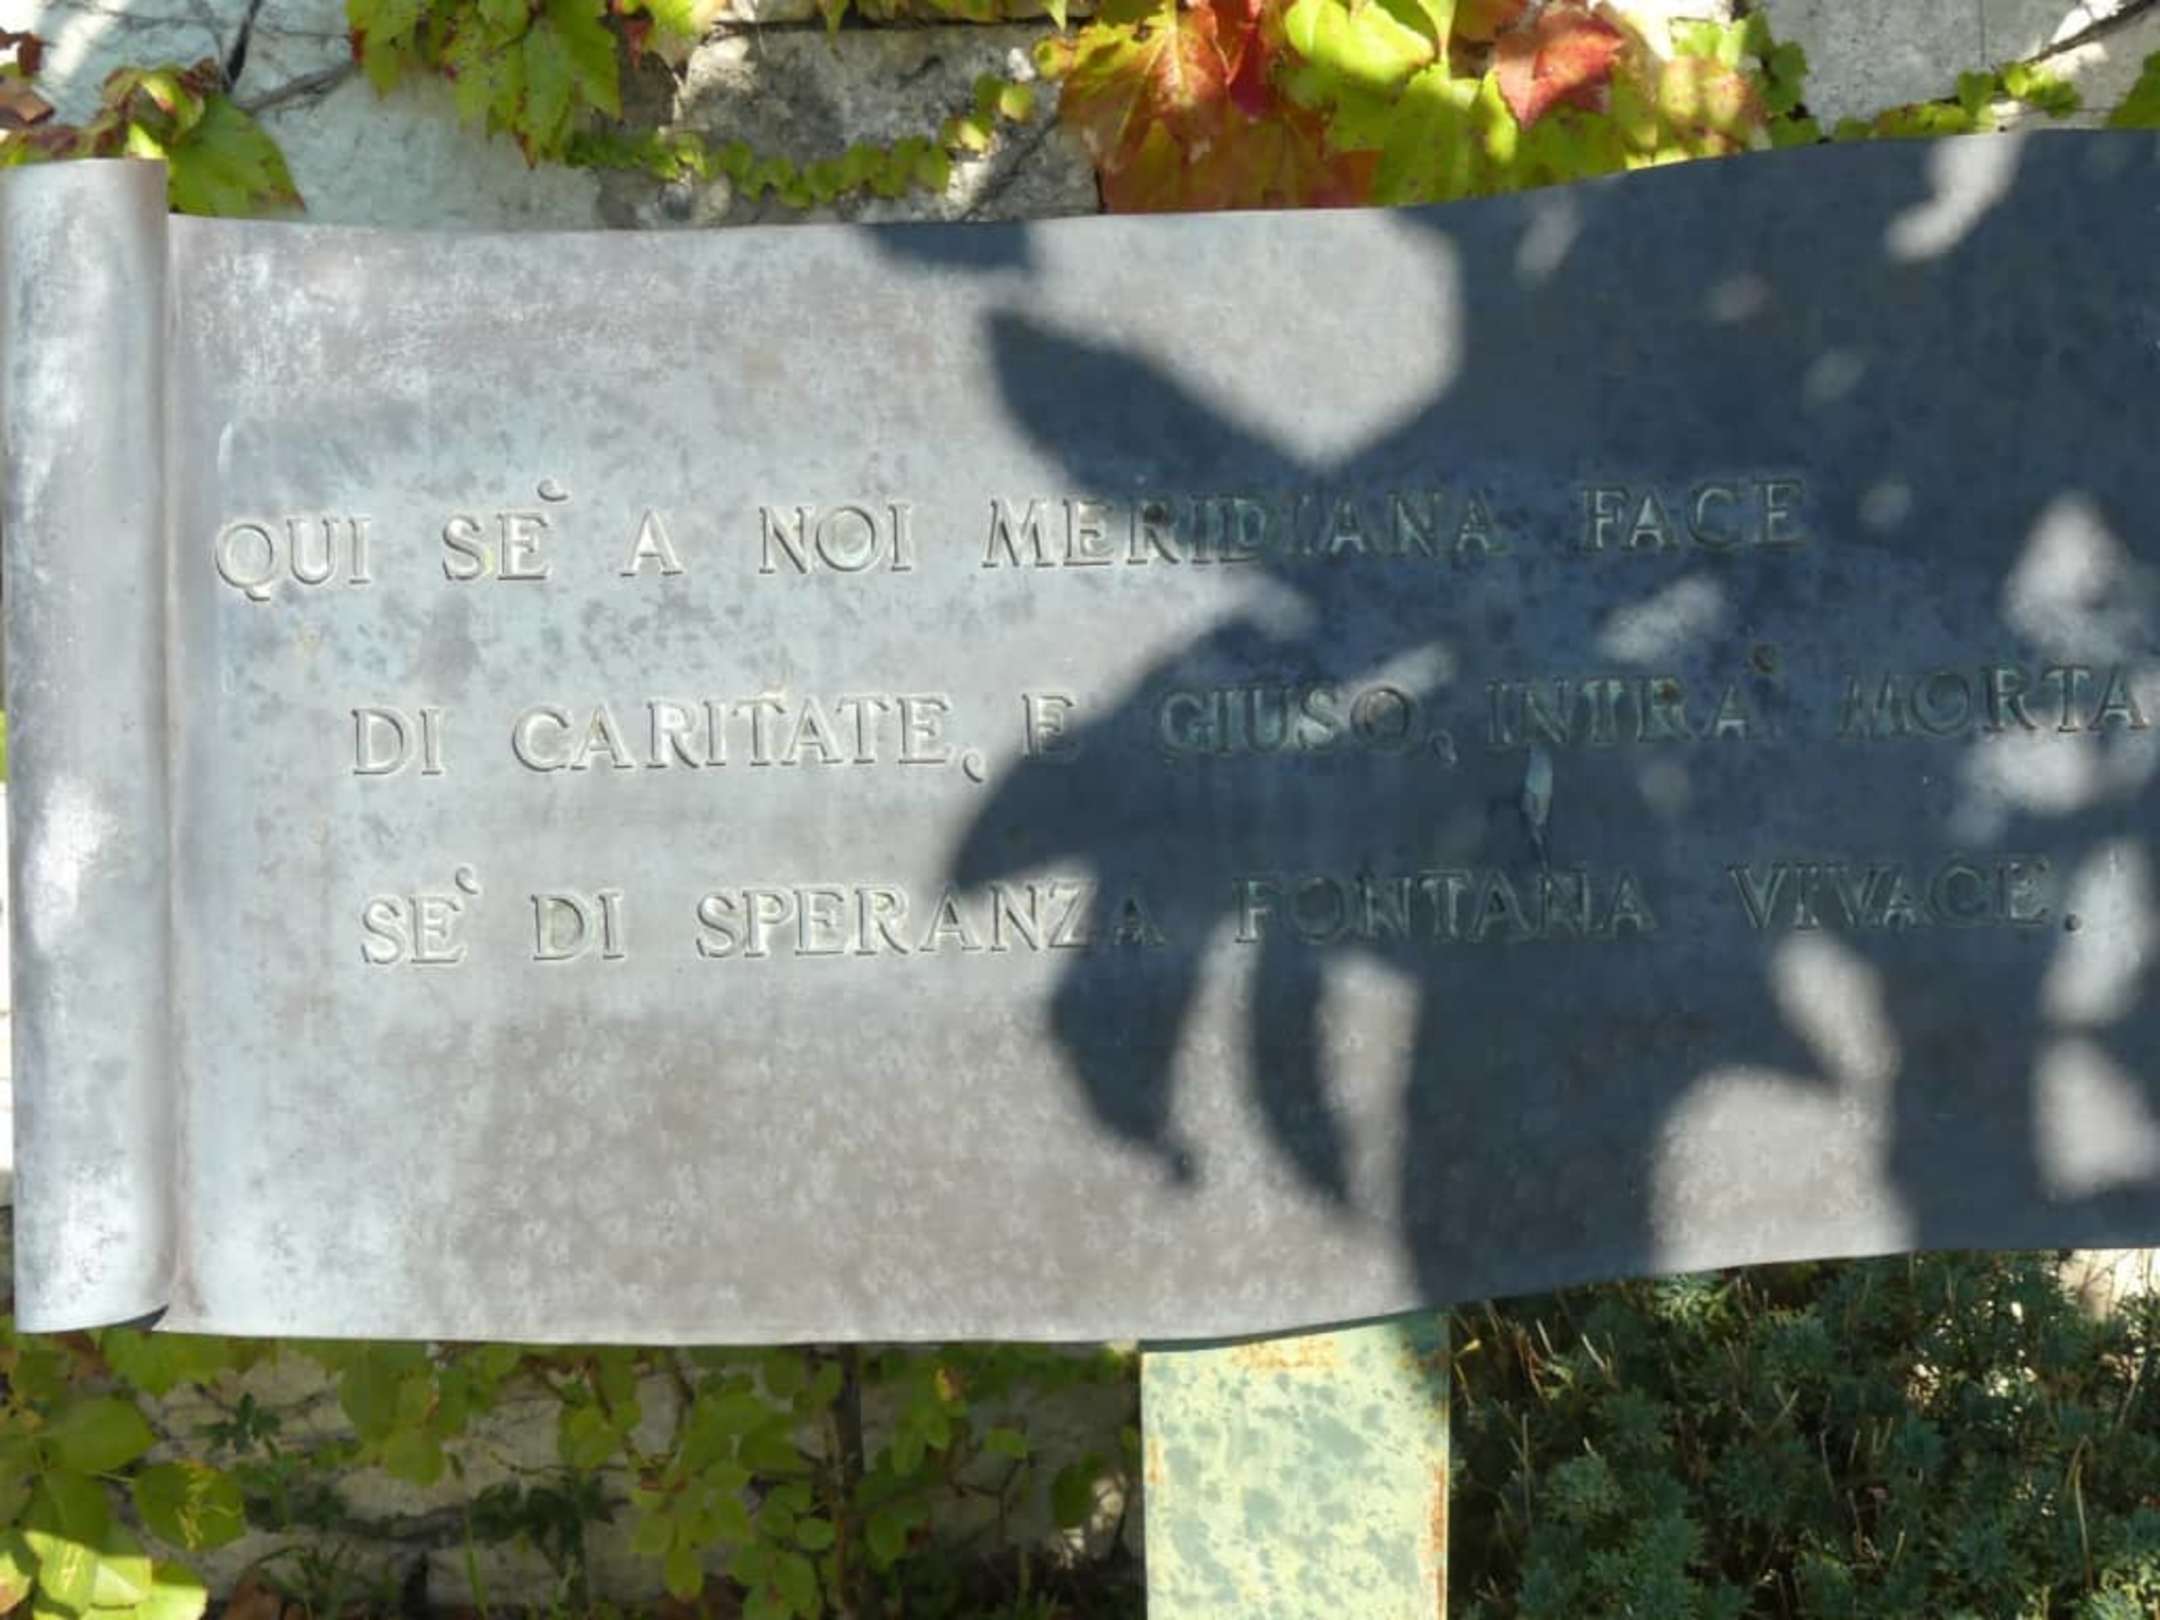 QUI SE' A NOI MERIDIANA FACE
DI CARITATE, E GIUSO, INTRA' MORTA
SE' DI SPERANZA FONTANA VIVACE.